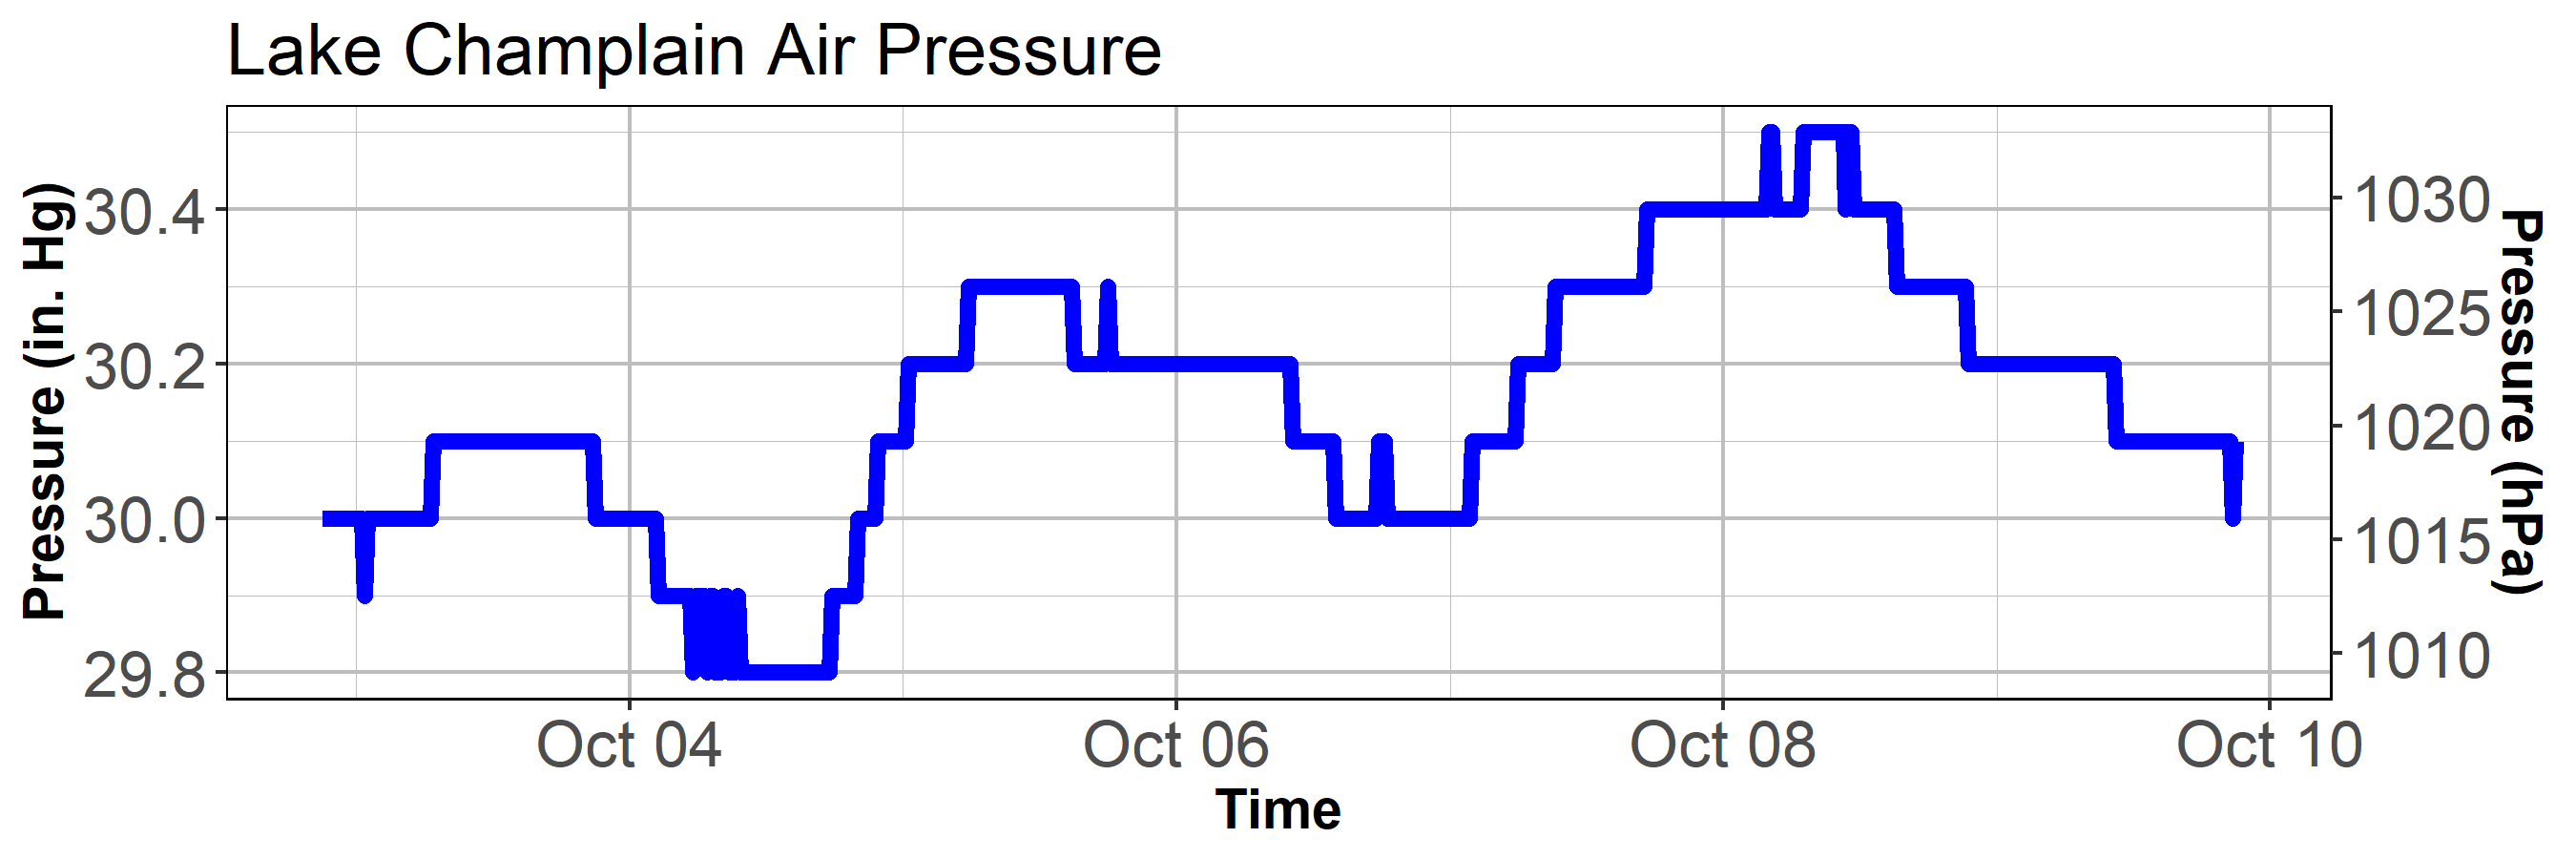 Lake Champlain Air Pressure
Pressure (in. Hg)
30.4
30.2
30.0
29.8
1030
1025
1020
1015
1010
Pressure (hPa)
Oct 04 Oct 06 Oct 08 Oct 10
Time